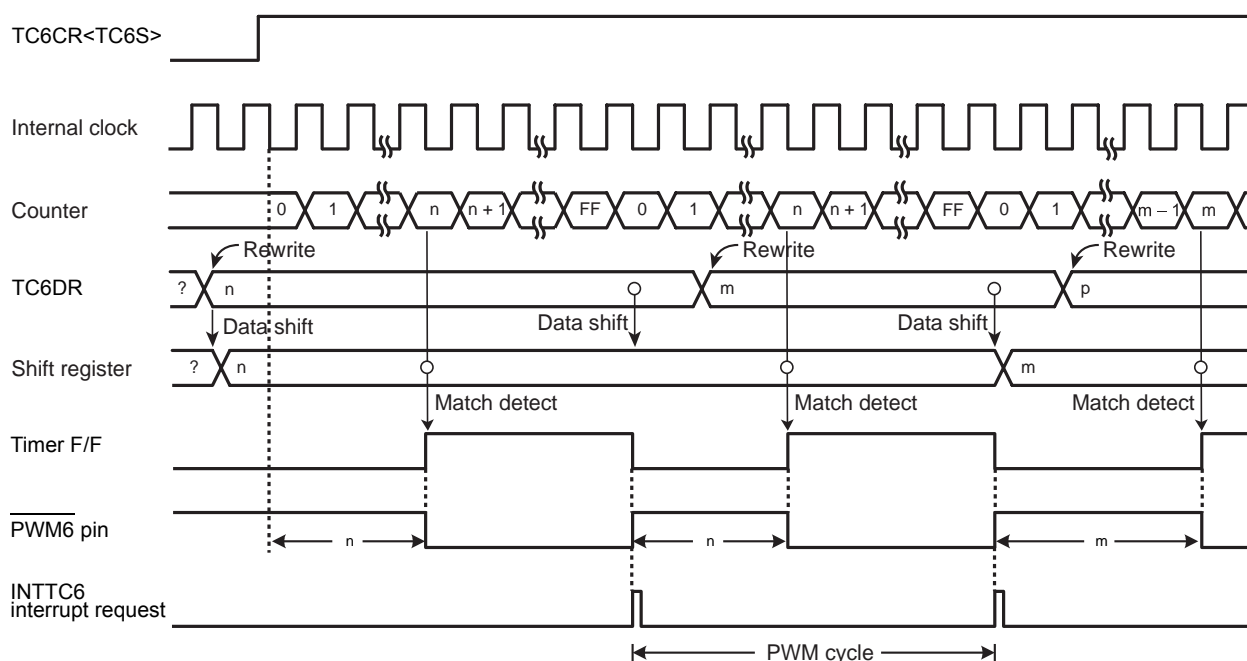 TC6CR<TC6S>
Internal clock
Counter 0 1 n n + 1 FF 0 1 n n + 1 FF 0 1 m – 1 m
Rewrite Rewrite Rewrite
TC6DR ? n m p
Data shift Data shift Data shift
Shift register ? n m
Match detect Match detect Match detect
Timer F/F
PWM6 pin
n n m
INTTC6
interrupt request
PWM cycle